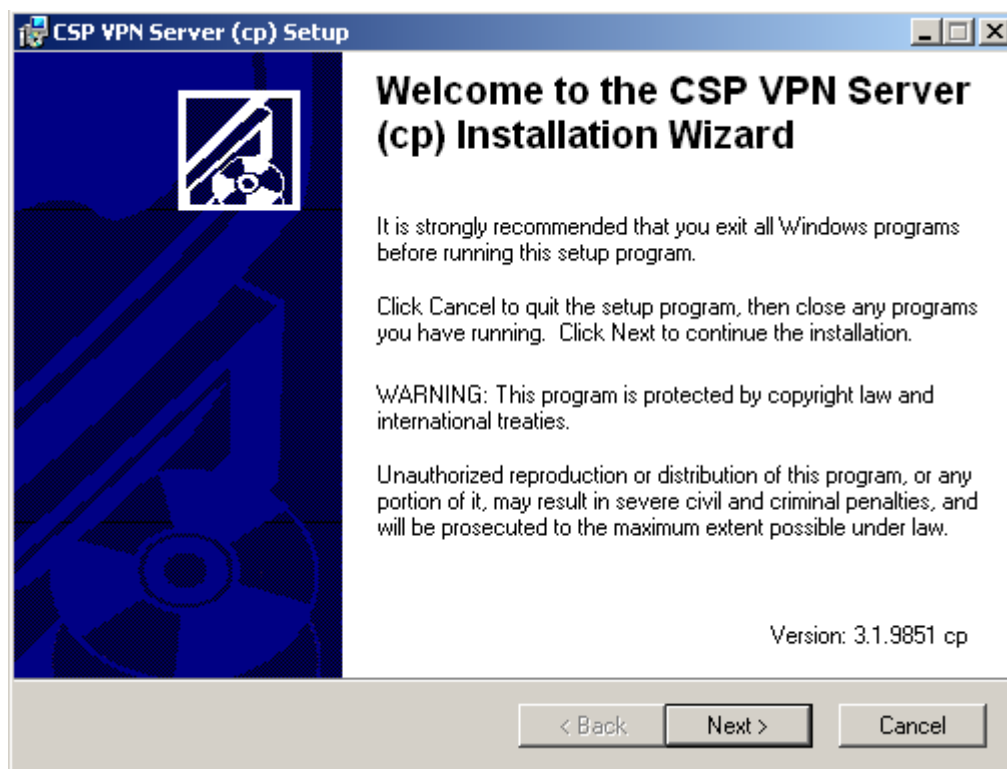 CSP VPN Server (cp) Setup
Welcome to the CSP VPN Server
(cp) Installation Wizard
It is strongly recommended that you exit all Windows programs
before running this setup program.
Click Cancel to quit the setup program, then close any programs
you have running.  Click Next to continue the installation.
WARNING: This program is protected by copyright law and
international treaties.
Unauthorized reproduction or distribution of this program, or any
portion of it, may result in severe civil and criminal penalties, and
will be prosecuted to the maximum extent possible under law.
Version: 3.1.9851 cp
< Back
Next >
Cancel